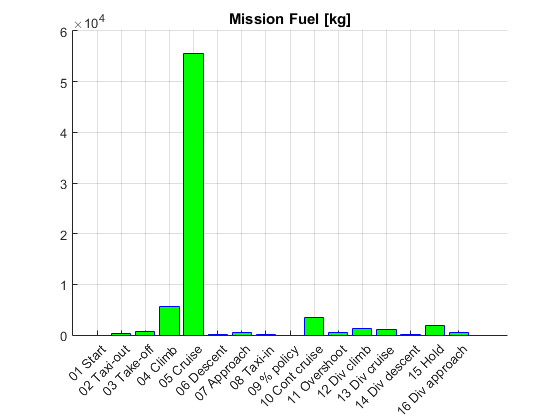 Mission Fuel [kg]
×10⁴
6
5
4
3
2
1
0
01 Start
02 Taxi-out
03 Take-off
04 Climb
05 Cruise
06 Descent
07 Approach
08 Taxi-in
09 % policy
10 Cont cruise
11 Overshoot
12 Div climb
13 Div cruise
14 Div descent
15 Hold
16 Div approach